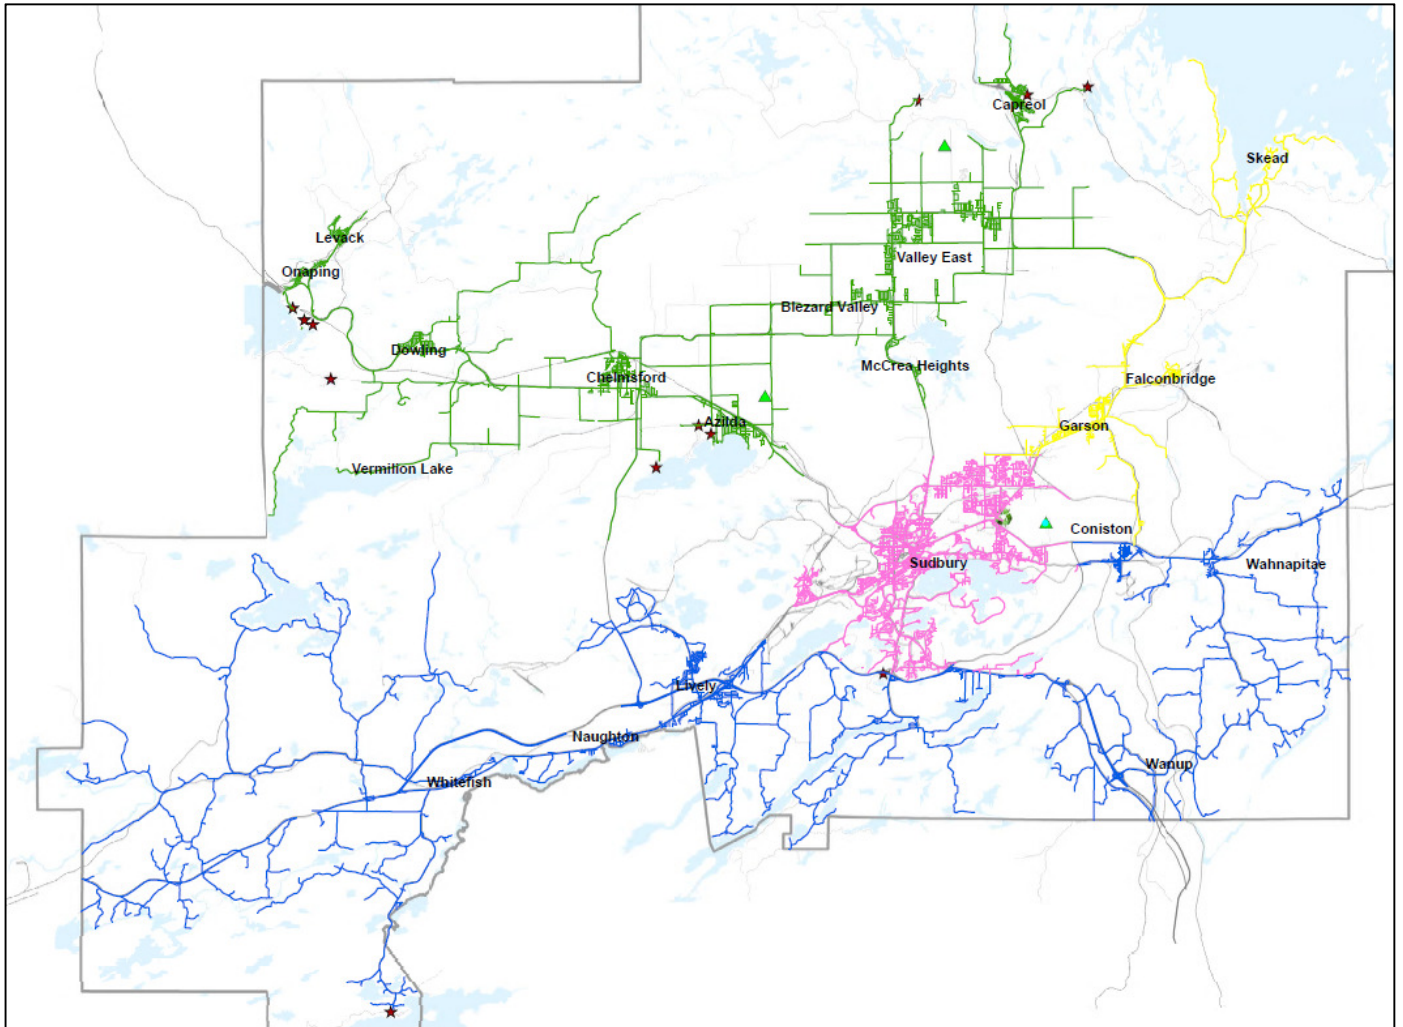 Capreol
Skead
Levack
Valley East
Onaping
Blezard Valley
Dowling
McCrea Heights
Chelmsford
Falconbridge
Azilda
Garson
Vermilion Lake
Coniston
Sudbury
Wahnapitae
Lively
Naughton
Wanup
Whitefish